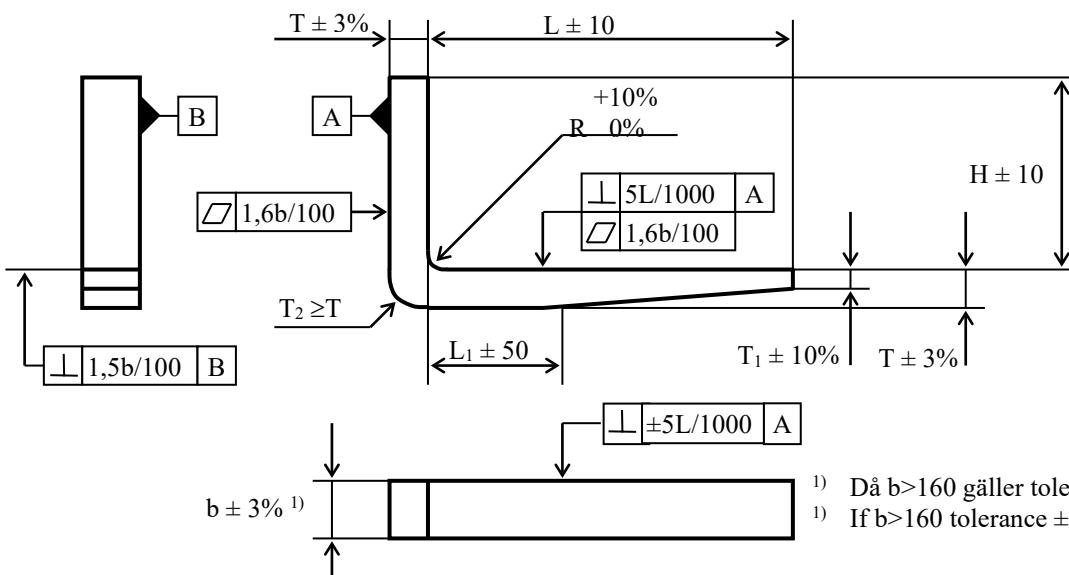 T ± 3%
L ± 10
B
A
+10%
R 0%
H ± 10
5L/1000 A
1,6b/100
1,6b/100
T₂ ≥T
L₁ ± 50
T₁ ± 10%
T ± 3%
1,5b/100 B
±5L/1000 A
b ± 3% ¹⁾
¹⁾ Då b>160 gäller tole
¹⁾ If b>160 tolerance ±